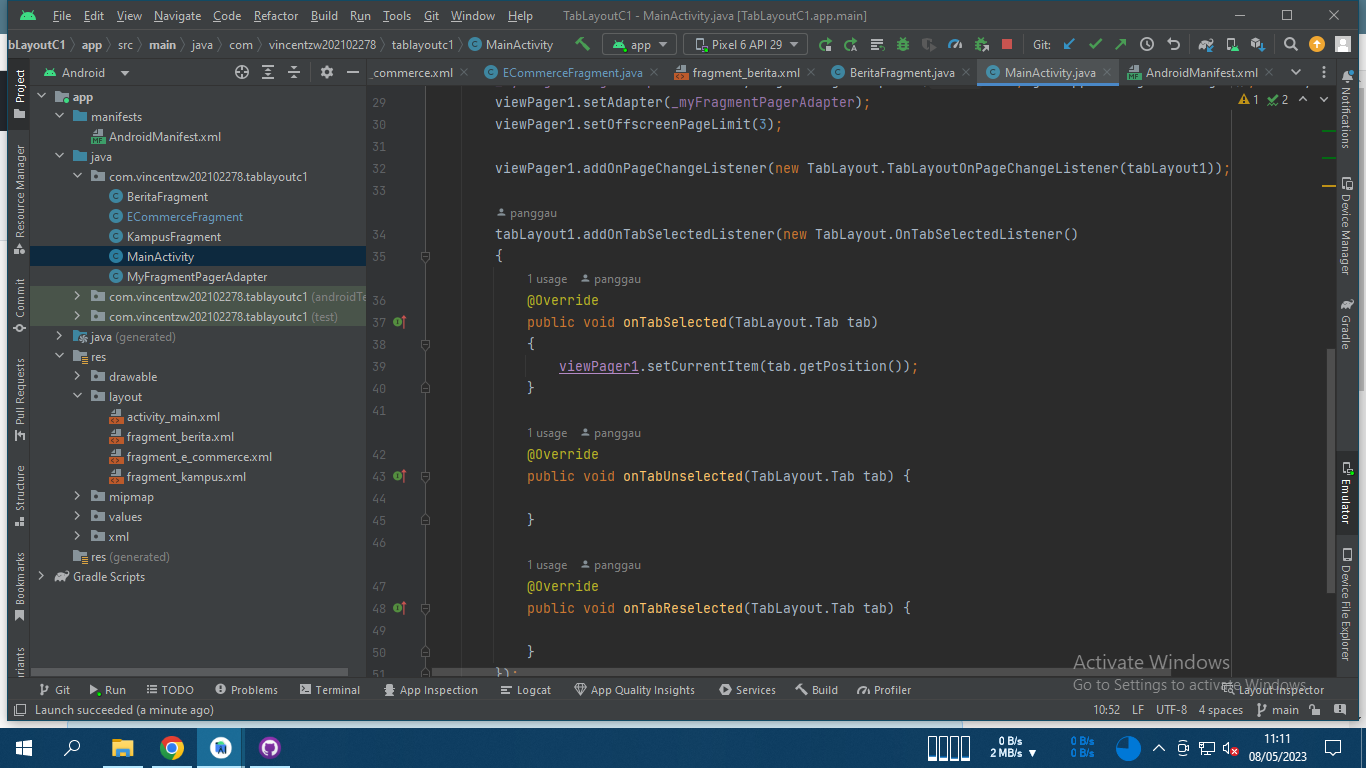 File Edit View Navigate Code Refactor Build Run Tools Git Window Help TabLayoutC1 - MainActivity.java [TabLayoutC1.app.main]
bLayoutC1 app src main java com vincentzw202102278 tablayoutc1 MainActivity app Pixel 6 API 29 Git:
Android
_commerce.xml ECommerceFragment.java fragment_berita.xml BeritaFragment.java MainActivity.java AndroidManifest.xml
Project
Resource Manager
Commit
Pull Requests
Structure
Bookmarks
app
manifests
AndroidManifest.xml
java
com.vincentzw202102278.tablayoutc1
BeritaFragment
ECommerceFragment
KampusFragment
MainActivity
MyFragmentPagerAdapter
com.vincentzw202102278.tablayoutc1 (androidTe
com.vincentzw202102278.tablayoutc1 (test)
java (generated)
res
drawable
layout
activity_main.xml
fragment_berita.xml
fragment_e_commerce.xml
fragment_kampus.xml
mipmap
values
xml
res (generated)
Gradle Scripts
1 2
29 viewPager1.setAdapter(_myFragmentPagerAdapter);
30 viewPager1.setOffscreenPageLimit(3);
31
32 viewPager1.addOnPageChangeListener(new TabLayout.TabLayoutOnPageChangeListener(tabLayout1));
33
panggau
34 tabLayout1.addOnTabSelectedListener(new TabLayout.OnTabSelectedListener()
35 {
1 usage panggau
36 @Override
37 public void onTabSelected(TabLayout.Tab tab)
38 {
39 viewPager1.setCurrentItem(tab.getPosition());
40 }
41
1 usage panggau
42 @Override
43 public void onTabUnselected(TabLayout.Tab tab) {
44
45 }
46
1 usage panggau
47 @Override
48 public void onTabReselected(TabLayout.Tab tab) {
49
50 }
51 });
Notifications
Device Manager
Gradle
Emulator
Device File Explorer
Activate Windows
Go to Settings to activate Windows.
Git Run TODO Problems Terminal App Inspection Logcat App Quality Insights Services Build Profiler Layout Inspector
Launch succeeded (a minute ago) 10:52 LF UTF-8 4 spaces main
0 B/s 0 B/s 11:11
2 MB/s 0 B/s 08/05/2023